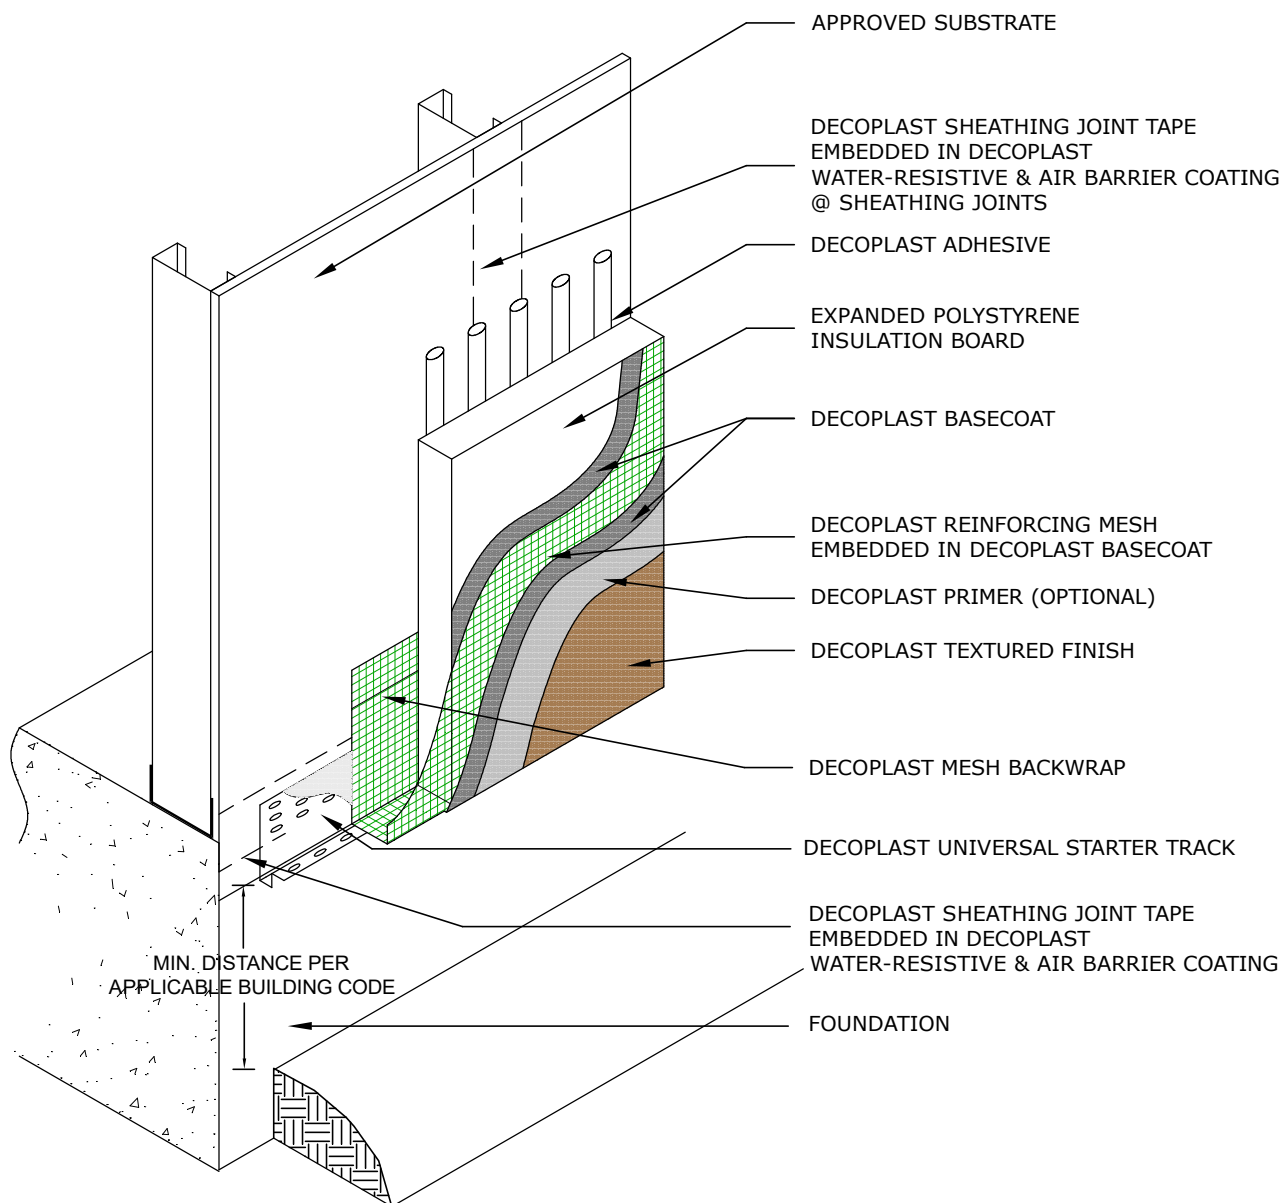 APPROVED SUBSTRATE
DECOPLAST SHEATHING JOINT TAPE
EMBEDDED IN DECOPLAST
WATER-RESISTIVE & AIR BARRIER COATING
@ SHEATHING JOINTS
DECOPLAST ADHESIVE
EXPANDED POLYSTYRENE
INSULATION BOARD
DECOPLAST BASECOAT
DECOPLAST REINFORCING MESH
EMBEDDED IN DECOPLAST BASECOAT
DECOPLAST PRIMER (OPTIONAL)
DECOPLAST TEXTURED FINISH
DECOPLAST MESH BACKWRAP
DECOPLAST UNIVERSAL STARTER TRACK
DECOPLAST SHEATHING JOINT TAPE
EMBEDDED IN DECOPLAST
WATER-RESISTIVE & AIR BARRIER COATING
MIN. DISTANCE PER
APPLICABLE BUILDING CODE
FOUNDATION